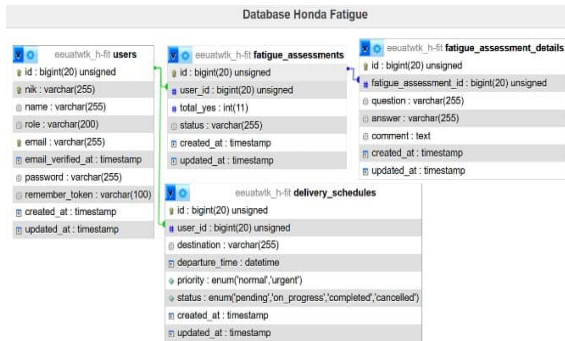 Database Honda Fatigue
eeuatwtk_h-fit users
id : bigint(20) unsigned
nik : varchar(255)
name : varchar(255)
role : varchar(200)
email : varchar(255)
email_verified_at : timestamp
password : varchar(255)
remember_token : varchar(100)
created_at : timestamp
updated_at : timestamp
eeuatwtk_h-fit fatigue_assessments
id : bigint(20) unsigned
user_id : bigint(20) unsigned
total_yes : int(11)
status : varchar(255)
created_at : timestamp
updated_at : timestamp
eeuatwtk_h-fit fatigue_assessment_details
id : bigint(20) unsigned
fatigue_assessment_id : bigint(20) unsigned
question : varchar(255)
answer : varchar(255)
comment : text
created_at : timestamp
updated_at : timestamp
eeuatwtk_h-fit delivery_schedules
id : bigint(20) unsigned
user_id : bigint(20) unsigned
destination : varchar(255)
departure_time : datetime
priority : enum('normal','urgent')
status : enum('pending','on_progress','completed','cancelled')
created_at : timestamp
updated_at : timestamp